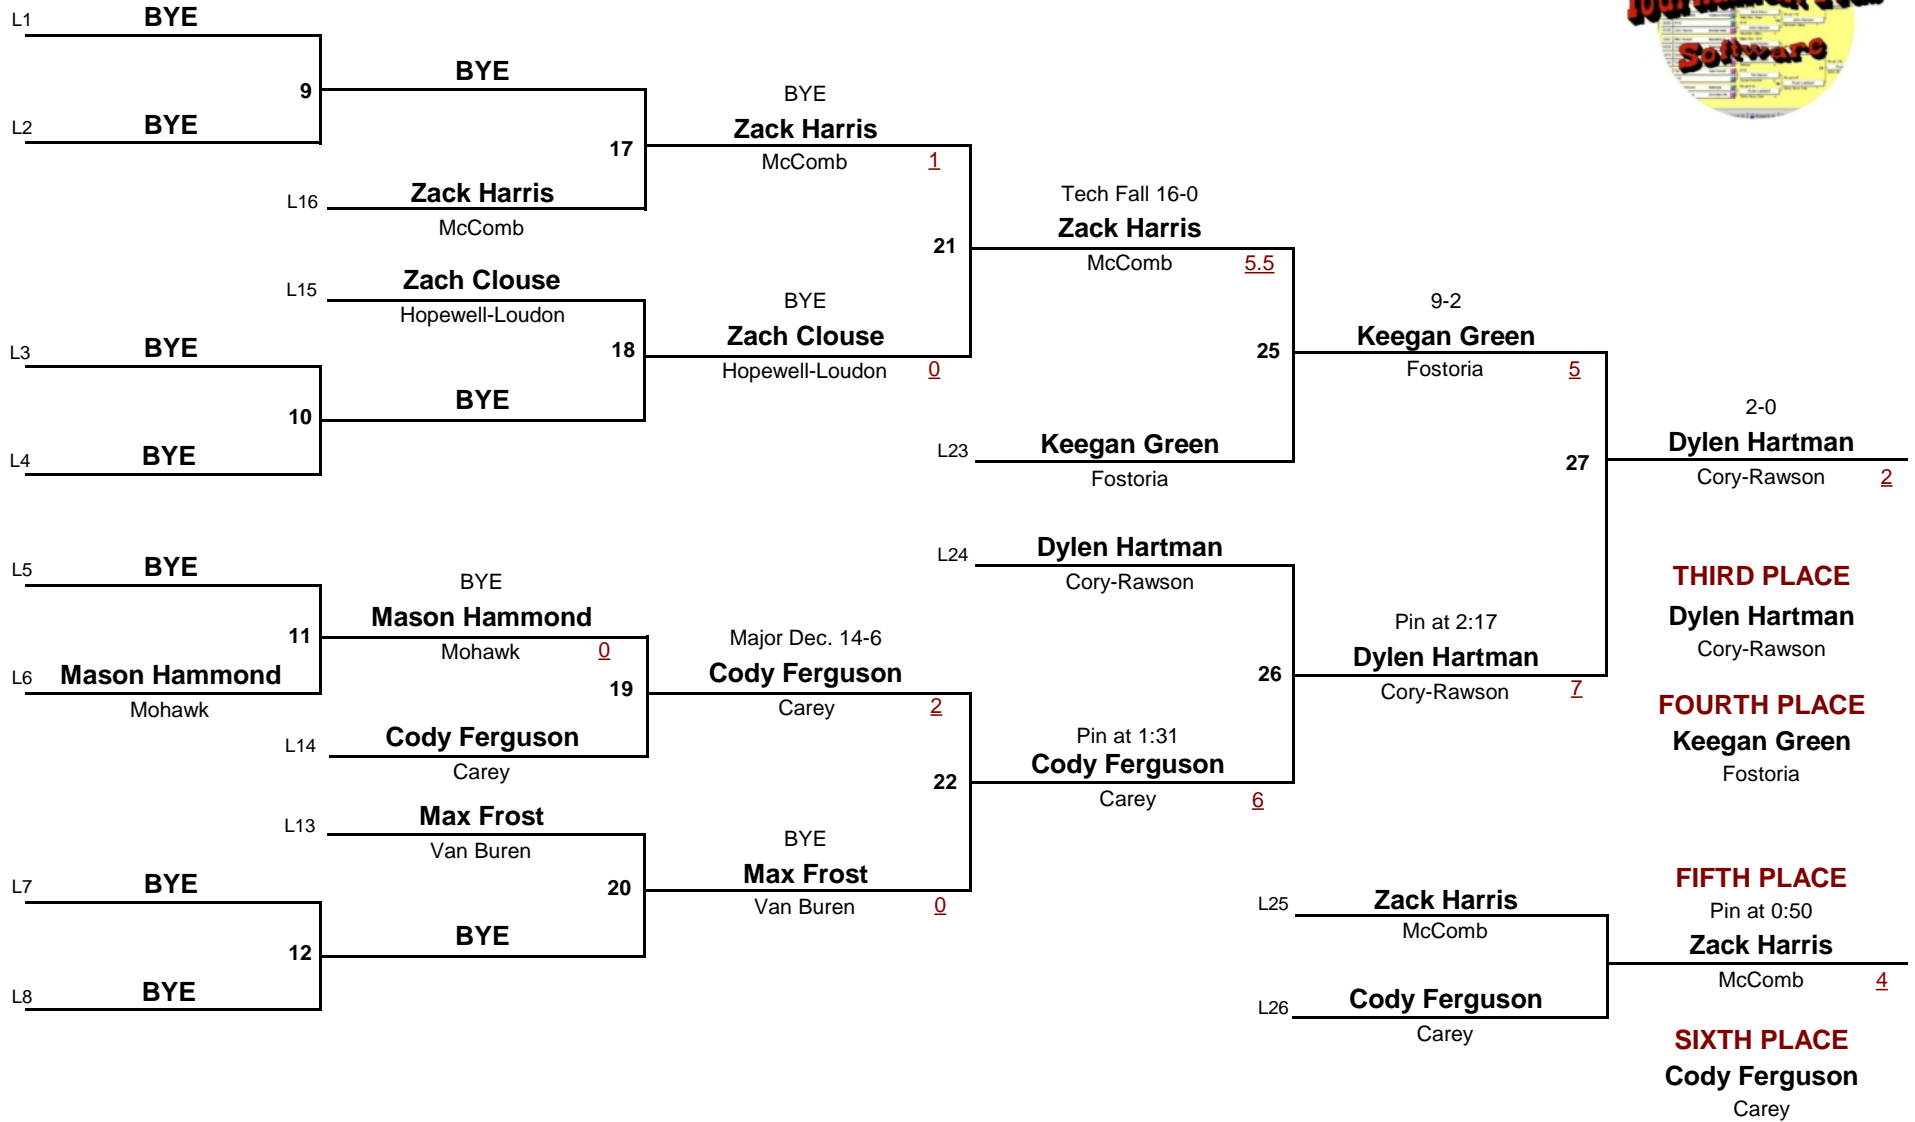 Tournament
Software
L1
BYE
9
L2
BYE
BYE
17
L16
Zack Harris
McComb
BYE
Zack Harris
McComb
1
L15
Zach Clouse
Hopewell-Loudon
18
L3
BYE
10
L4
BYE
BYE
BYE
Zach Clouse
Hopewell-Loudon
0
21
Tech Fall 16-0
Zack Harris
McComb
5.5
25
L23
Keegan Green
Fostoria
9-2
Keegan Green
Fostoria
5
27
2-0
Dylen Hartman
Cory-Rawson
2
L5
BYE
11
L6
Mason Hammond
Mohawk
BYE
Mason Hammond
Mohawk
0
19
L14
Cody Ferguson
Carey
Major Dec. 14-6
Cody Ferguson
Carey
2
L13
Max Frost
Van Buren
20
L7
BYE
12
L8
BYE
BYE
BYE
Max Frost
Van Buren
0
22
L24
Dylen Hartman
Cory-Rawson
26
Pin at 1:31
Cody Ferguson
Carey
6
Pin at 2:17
Dylen Hartman
Cory-Rawson
7
THIRD PLACE
Dylen Hartman
Cory-Rawson
FOURTH PLACE
Keegan Green
Fostoria
L25
Zack Harris
McComb
L26
Cody Ferguson
Carey
FIFTH PLACE
Pin at 0:50
Zack Harris
McComb
4
SIXTH PLACE
Cody Ferguson
Carey